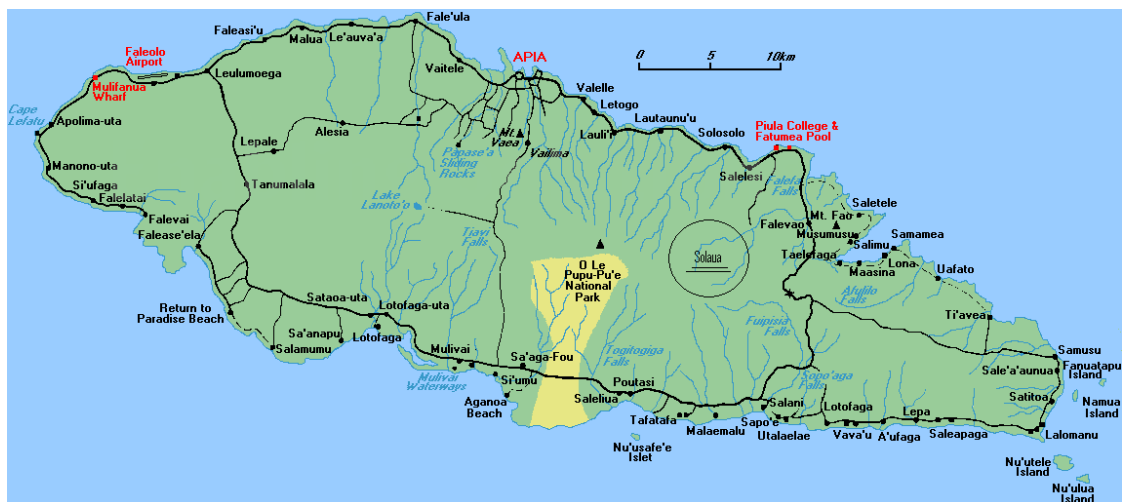 Fale'ula
Faleasi'u
Malua
Le'auva'a
Faleolo
Airport
APIA
0
5
10km
Vaitele
Leulumoega
Mulifanua
Wharf
Valelle
Letogo
Cape
Lefatu
Apolima-uta
Alesia
Mt.
Vaea
Lauli'i
Lautaunu'u
Solosolo
Piula College &
Fatumea Pool
Lepale
Papase'a
Sliding
Rocks
Vailima
Manono-uta
Salelesi
Falefa
Falls
Si'ufaga
Falelatai
Tanumalala
Lake
Lanoto'o
Saletele
Mt. Fao
Falevai
Falevao
Musumusu
Samamea
Falease'ela
Tiavi
Falls
Salimu
Taelefaga
Lona
Solaua
Maasina
Uafato
O Le
Pupu-Pu'e
National
Park
Afulilo
Falls
Return to
Paradise Beach
Sataoa-uta
Lotofaga-uta
Ti'avea
Sa'anapu
Lotofaga
Fuipisia
Falls
Salamumu
Mulivai
Sa'aga-Fou
Togitogiga
Falls
Samusu
Sale'a'aunua
Fanuatapu
Island
Mulivai
Waterways
Si'umu
Poutasi
Sopo'aga
Falls
Aganoa
Beach
Saleliua
Salani
Satitoa
Namua
Island
Tafatafa
Sapo'e
Lotofaga
Lepa
Malaemalu
Utalaelae
Vava'u
A'ufaga
Saleapaga
Lalomanu
Nu'usafe'e
Islet
Nu'utele
Island
Nu'ulua
Island